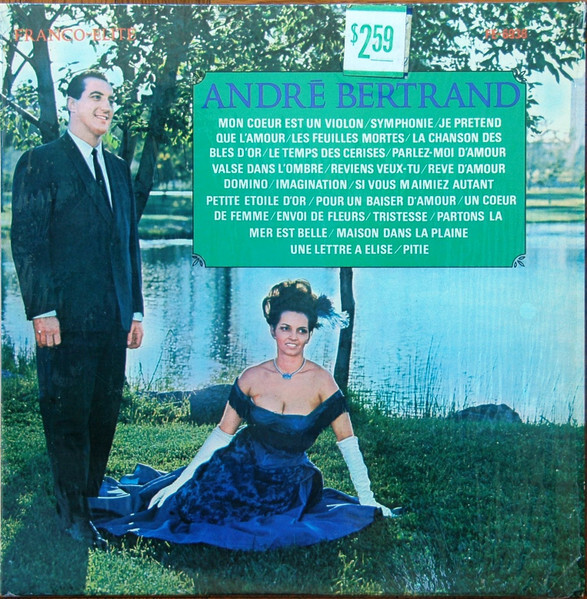 FRANCO-ELITE
$2.59
ANDRÉ BERTRAND
MON COEUR EST UN VIOLON/SYMPHONIE/JE PRETEND
QUE L'AMOUR/LES FEUILLES MORTES/LA CHANSON DES
BLES D'OR/LE TEMPS DES CERISES/PARLEZ-MOI D'AMOUR
VALSE DANS L'OMBRE/REVIENS VEUX-TU/REVE D'AMOUR
DOMINO/IMAGINATION/SI VOUS MAIMIEZ AUTANT
PETITE ETOILE D'OR/POUR UN BAISER D'AMOUR/UN COEUR
DE FEMME/ENVOI DE FLEURS/TRISTESSE/PARTONS LA
MER EST BELLE/MAISON DANS LA PLAINE
UNE LETTRE A ELISE/PITIE